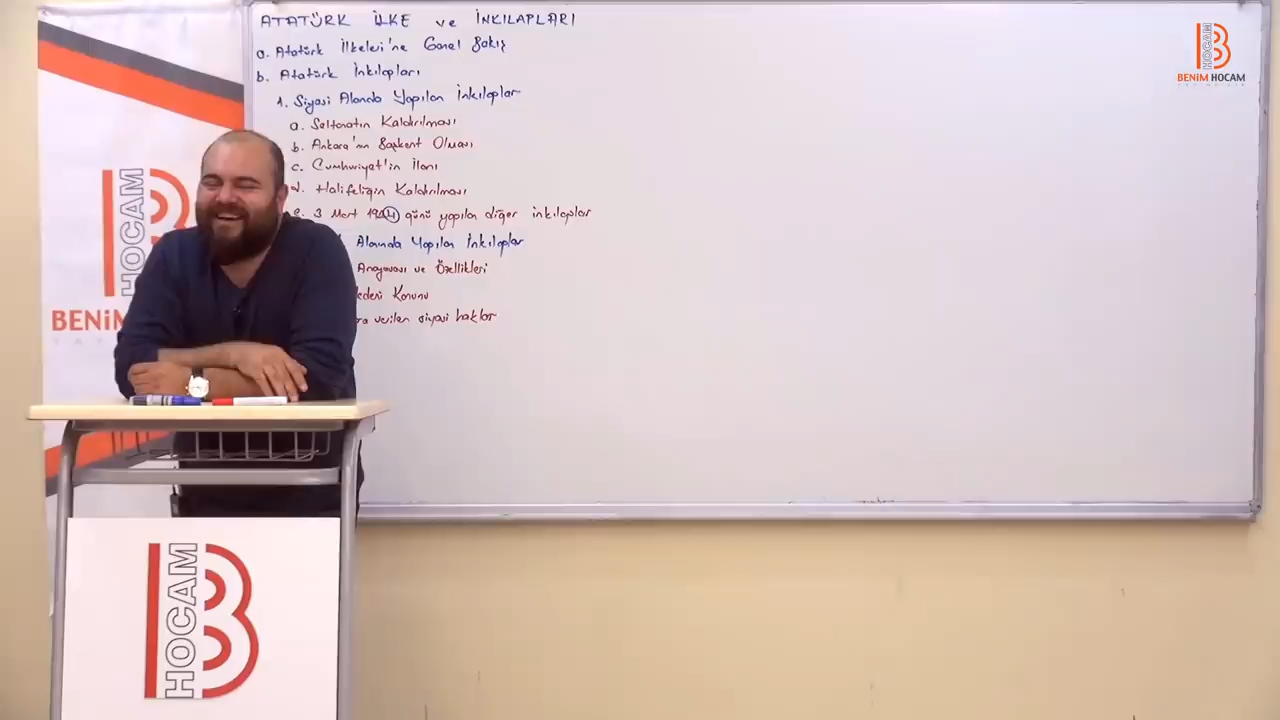 ATATÜRK İLKE ve İNKILAPLARI
a. Atatürk İlkeleri'ne Genel Bakış
b. Atatürk İnkılapları
1. Siyasi Alanda Yapılan İnkılaplar
a. Saltanatın Kaldırılması
b. Ankara'nın Başkent Olması
c. Cumhuriyet'in İlanı
d. Halifeliğin Kaldırılması
3 Mart 1924 günü yapılan diğer inkılaplar
Alanında Yapılan İnkılaplar
Anayasası ve Özellikleri
Kanunu
verilen siyasi haklar
B HOCAM
BENİM HOCAM
HOCAM
BENİM
B HOCAM